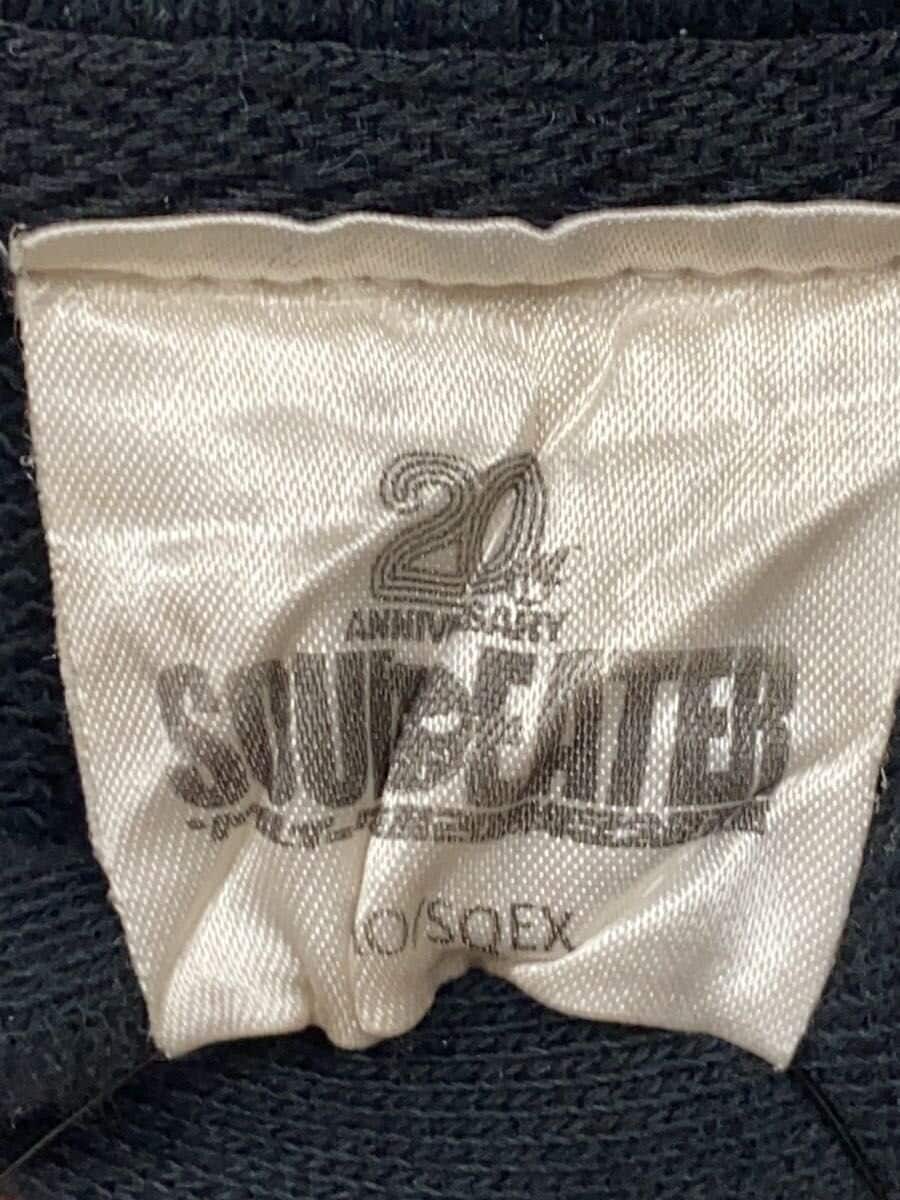 20th
ANNIVERSARY
SOUL EATER
O/SQEX